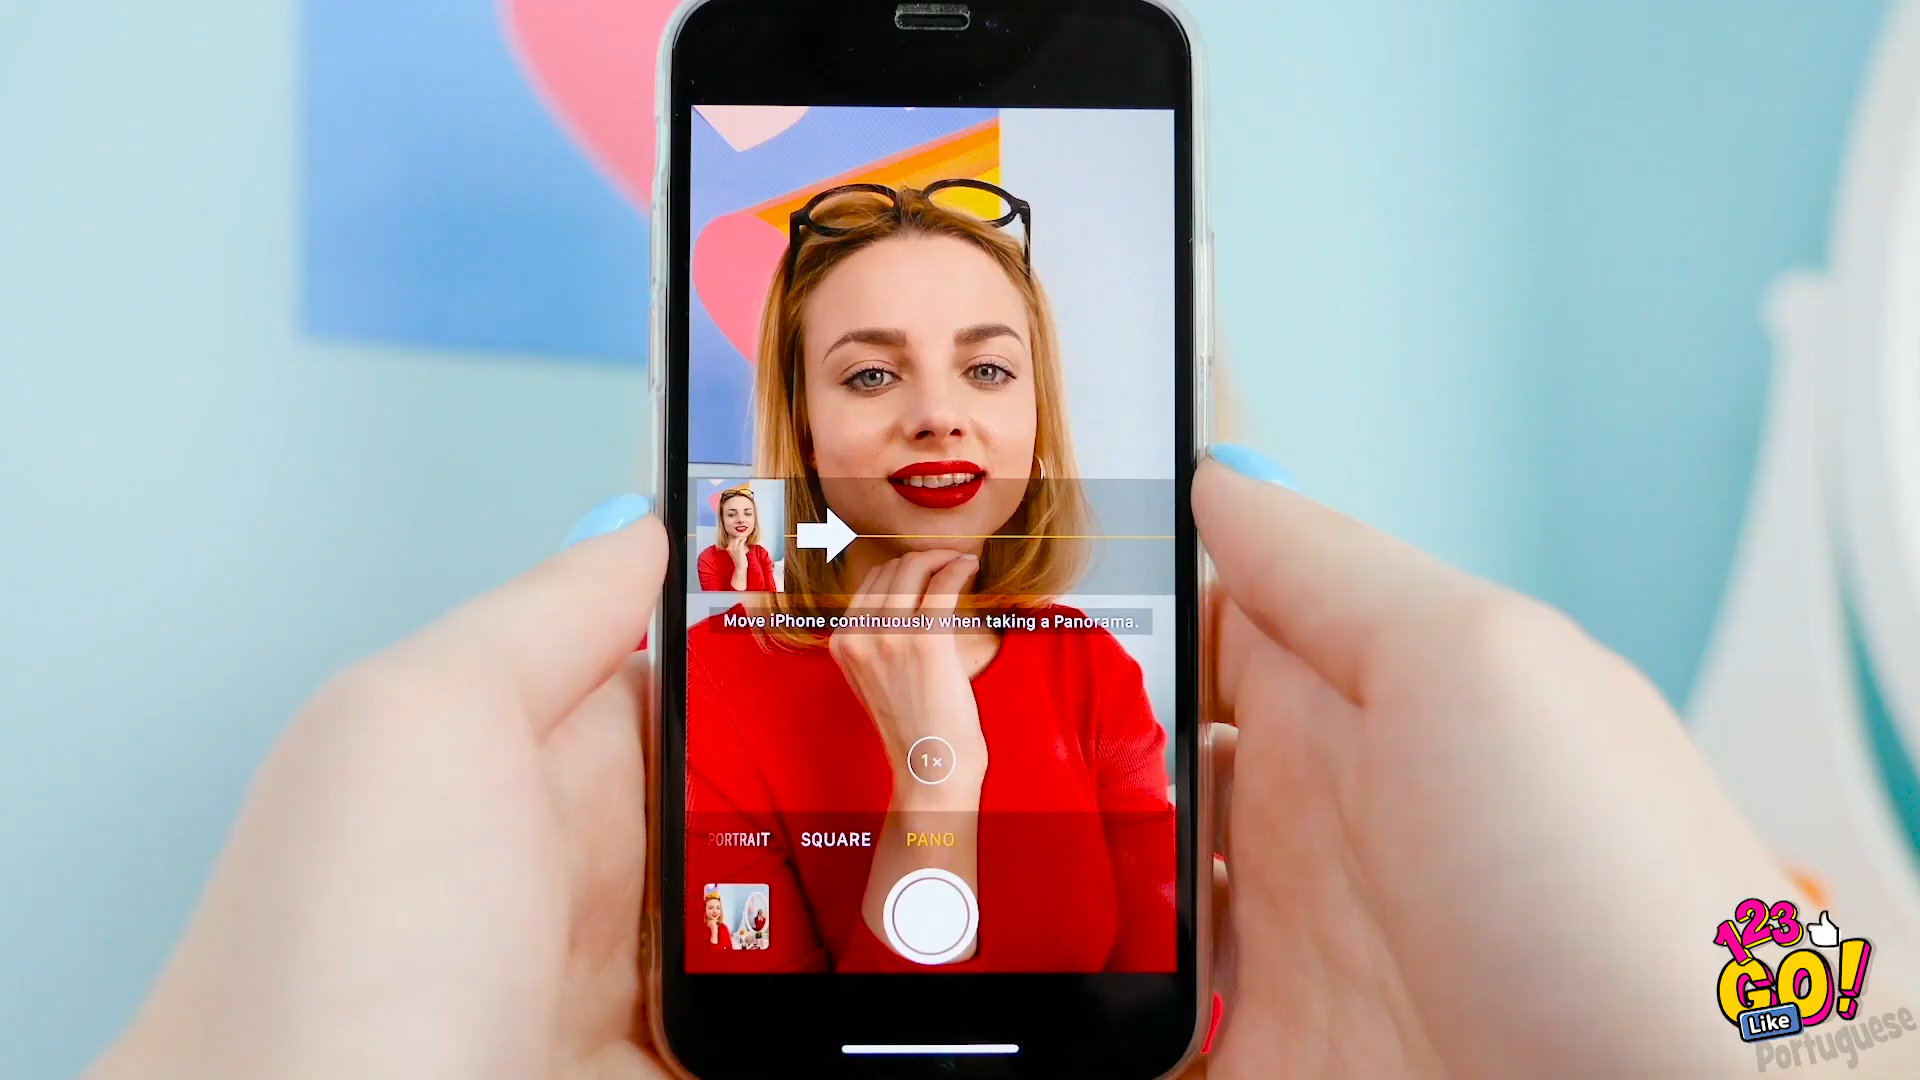 Move iPhone continuously when taking a Panorama.
1×
PORTRAIT SQUARE PANO
123
GO!
Like
Portuguese